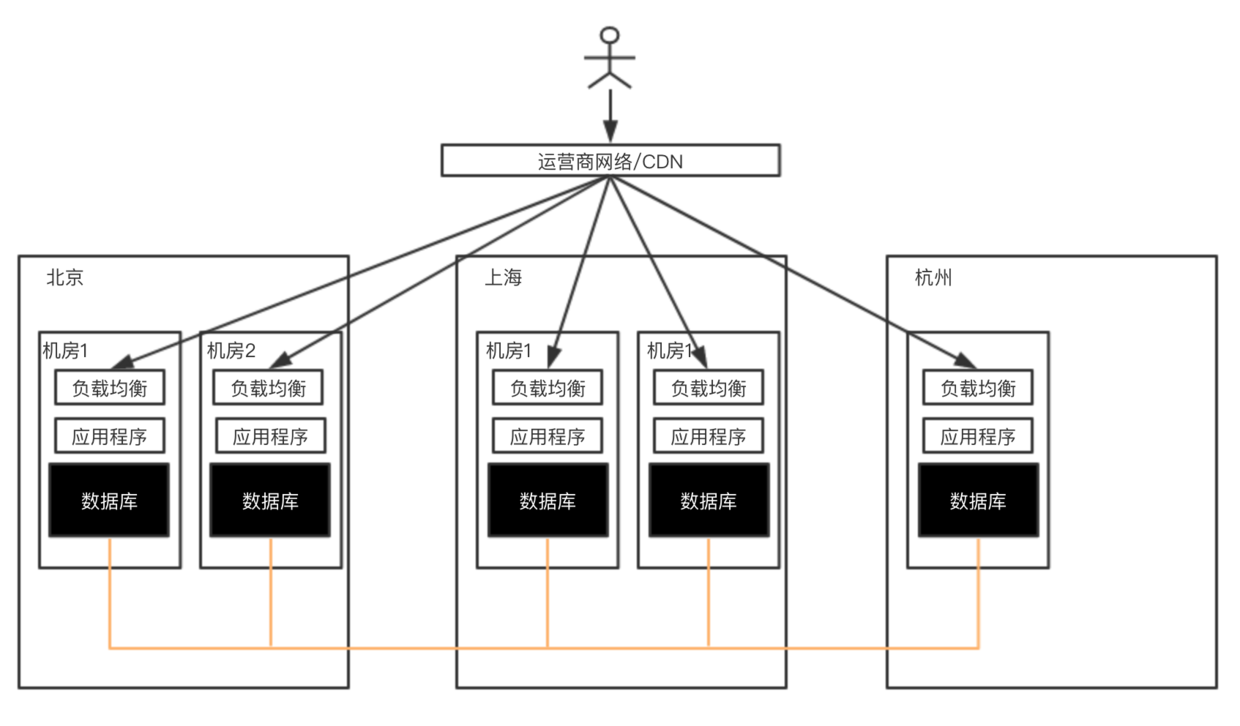 运营商网络/CDN
北京
上海
杭州
机房1
机房2
机房1
机房1
负载均衡
负载均衡
负载均衡
负载均衡
负载均衡
应用程序
应用程序
应用程序
应用程序
应用程序
数据库
数据库
数据库
数据库
数据库